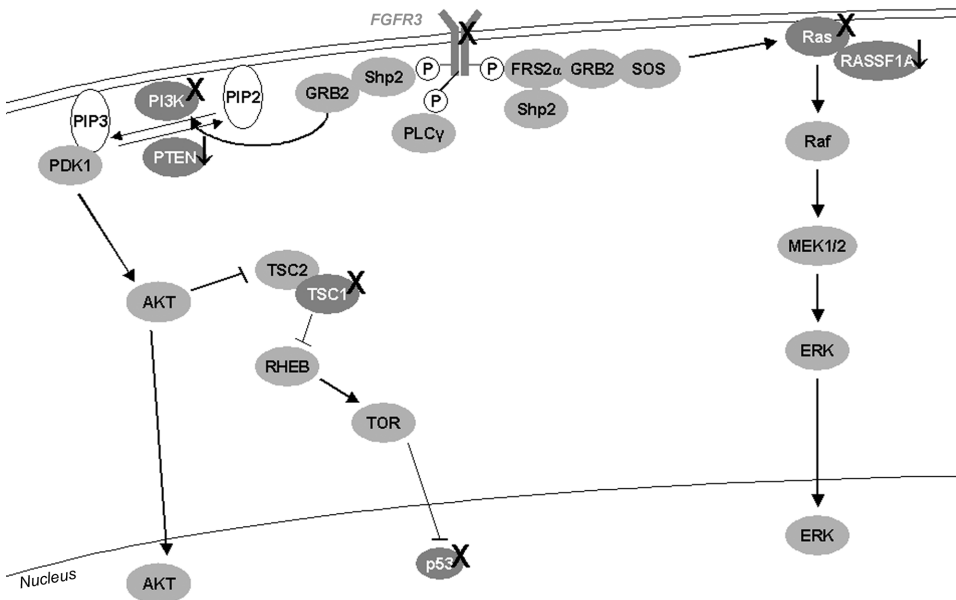 FGFR3
X
Ras
X
RASSF1A
Shp2
P
P
FRS2α
GRB2
SOS
PI3K
X
PIP2
GRB2
P
Shp2
PIP3
PLCγ
PTEN
PDK1
Raf
MEK1/2
TSC2
TSC1
X
AKT
RHEB
ERK
TOR
p53
X
ERK
Nucleus
AKT